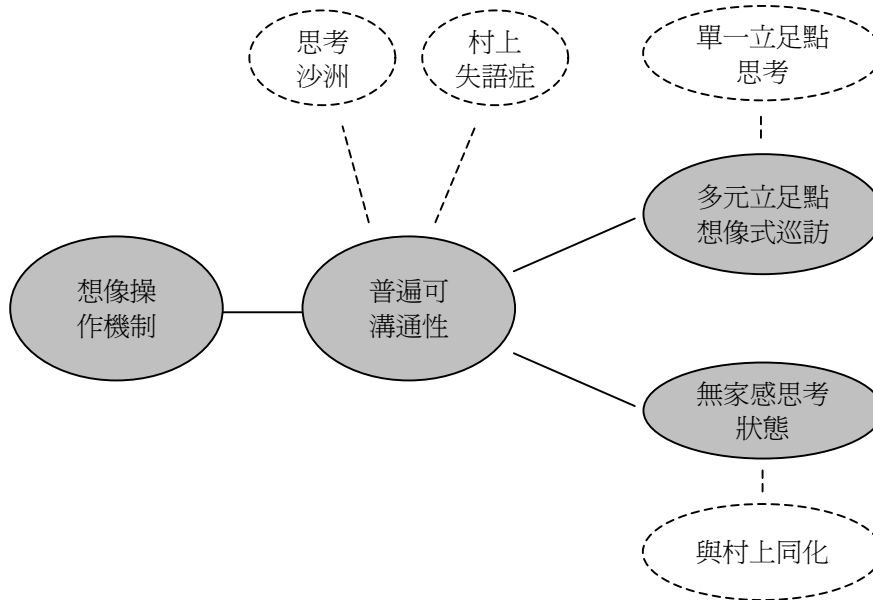 思考
沙洲
村上
失語症
單一立足點
思考
多元立足點
想像式巡訪
想像操
作機制
普遍可
溝通性
無家感思考
狀態
與村上同化